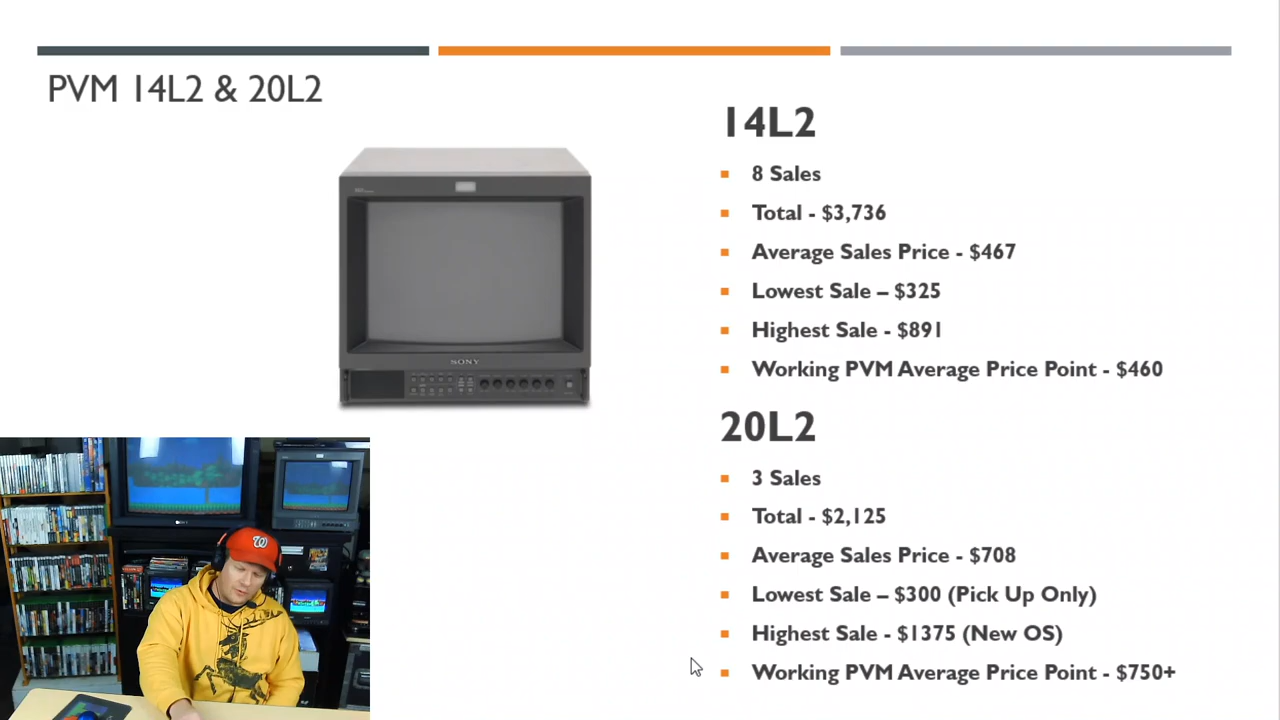 PVM 14L2 & 20L2
14L2
8 Sales
Total - $3,736
Average Sales Price - $467
Lowest Sale – $325
Highest Sale - $891
Working PVM Average Price Point - $460
SONY
20L2
3 Sales
Total - $2,125
Average Sales Price - $708
Lowest Sale – $300 (Pick Up Only)
Highest Sale - $1375 (New OS)
Working PVM Average Price Point - $750+
W